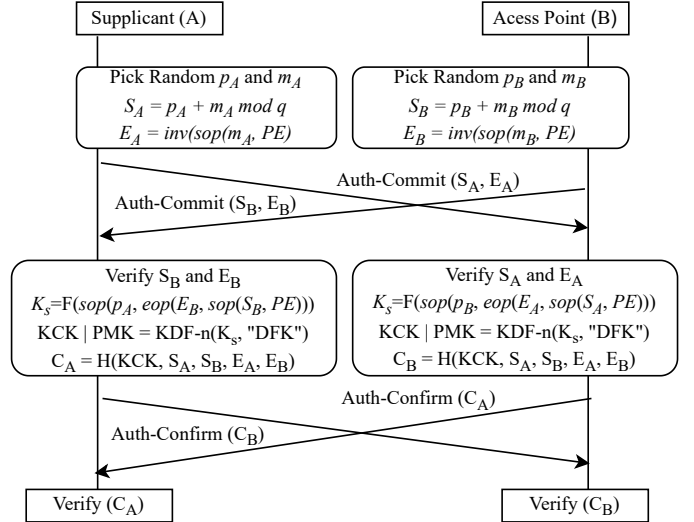 Supplicant (A)
Acess Point (B)
Pick Random p_A and m_A
S_A = p_A + m_A mod q
E_A = inv(sop(m_A, PE)
Pick Random p_B and m_B
S_B = p_B + m_B mod q
E_B = inv(sop(m_B, PE)
Auth-Commit (S_A, E_A)
Auth-Commit (S_B, E_B)
Verify S_B and E_B
K_s=F(sop(p_A, eop(E_B, sop(S_B, PE)))
KCK | PMK = KDF-n(K_s, "DFK")
C_A = H(KCK, S_A, S_B, E_A, E_B)
Verify S_A and E_A
K_s=F(sop(p_B, eop(E_A, sop(S_A, PE)))
KCK | PMK = KDF-n(K_s, "DFK")
C_B = H(KCK, S_A, S_B, E_A, E_B)
Auth-Confirm (C_A)
Auth-Confirm (C_B)
Verify (C_A)
Verify (C_B)